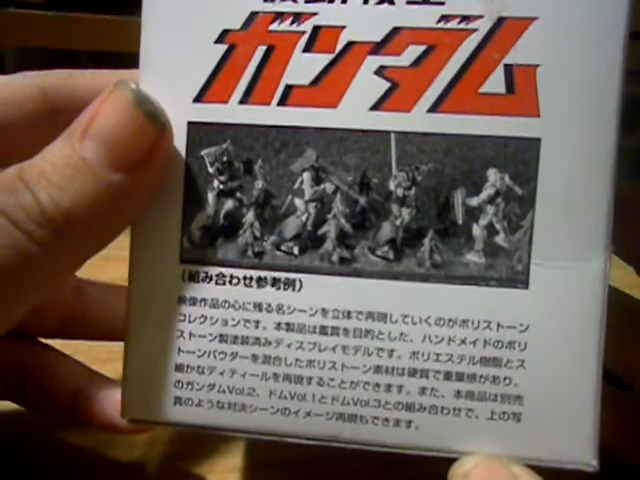 機動戦士
ガンダム
(組み合わせ参考例)
映像作品の心に残る名シーンを立体で再現していくのがポリストーン
コレクションです。本製品は鑑賞を目的とした、ハンドメイドのポリ
ストーン製塗装済みディスプレイモデルです。ポリエステル樹脂とス
トーンパウダーを混合したポリストーン素材は硬質で重量感があり、
細かなディティールを再現することができます。また、本商品は別売
のガンダムVol.2、ドムVol.1とドムVol.3との組み合わせで、上の写
真のような対決シーンのイメージ再現もできます。